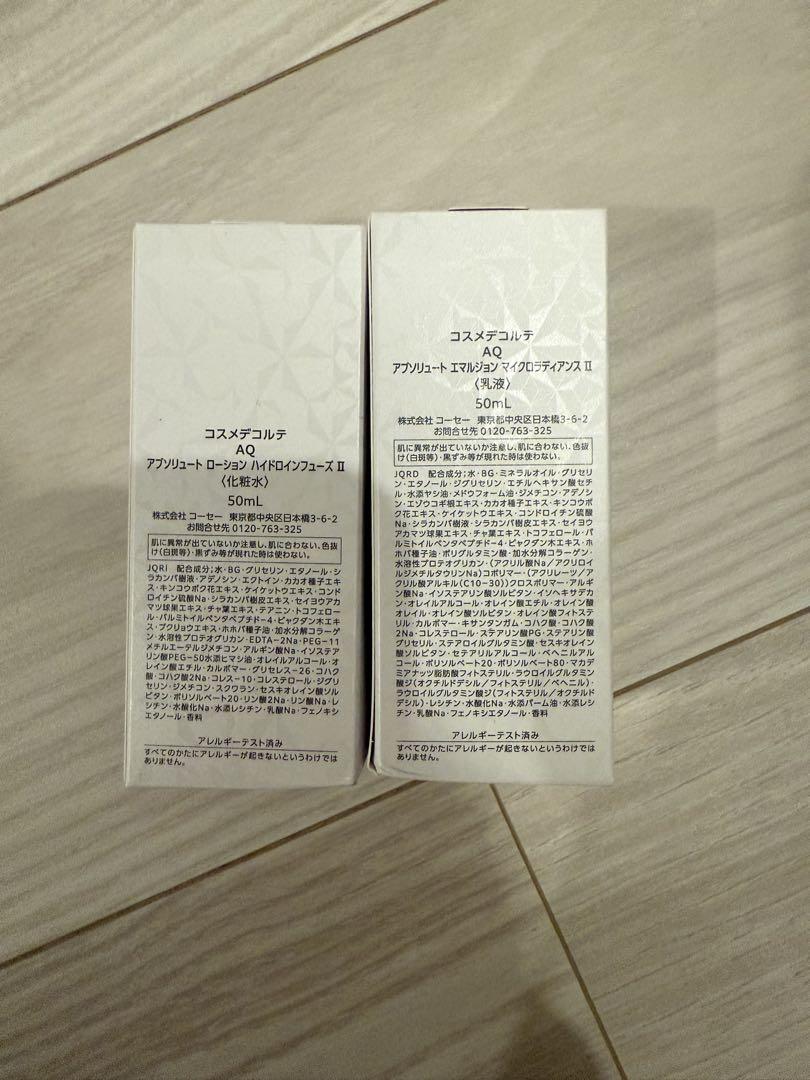 コスメデコルテ
AQ
アブソリュート ローション ハイドロインフューズ Ⅱ
〈化粧水〉
50mL
株式会社 コーセー 東京都中央区日本橋3-6-2
お問合せ先 0120-763-325
肌に異常が出ていないか注意し、肌に合わない、色抜
け(白斑等)・黒ずみ等が現れた時は使わない。
JQRI 配合成分;水・BG・グリセリン・エタノール・シ
ラカンバ樹液・アデノシン・エクトイン・カカオ種子エキ
ス・キンコウボク花エキス・ケイケットウエキス・コンド
ロイチン硫酸Na・シラカンバ樹皮エキス・セイヨウアカ
マツ球果エキス・チャ葉エキス・テアニン・トコフェロー
ル・パルミトイルペンタペプチド-4・ビャクダン木エキ
ス・ブクリョウエキス・ホホバ種子油・加水分解コラーゲ
ン・水溶性プロテオグリカン・EDTA-2Na・PEG-11
メチルエーテルジメチコン・アルギン酸Na・イソステア
リン酸PEG-50水添ヒマシ油・オレイルアルコール・オ
レイン酸エチル・カルボマー・グリセレス-26・コハク
酸・コハク酸2Na・コレス-10・コレステロール・ジグリ
セリン・ジメチコン・スクワラン・セスキオレイン酸ソル
ビタン・ポリソルベート20・リン酸2Na・リン酸Na・レ
シチン・水酸化Na・水添レシチン・乳酸Na・フェノキシ
エタノール・香料
アレルギーテスト済み
すべてのかたにアレルギーが起きないというわけでは
ありません。
コスメデコルテ
AQ
アブソリュート エマルジョン マイクロラディアンス Ⅱ
〈乳液〉
50mL
株式会社 コーセー 東京都中央区日本橋3-6-2
お問合せ先 0120-763-325
肌に異常が出ていないか注意し、肌に合わない、色抜
け(白斑等)・黒ずみ等が現れた時は使わない。
JQRD 配合成分;水・BG・ミネラルオイル・グリセリ
ン・エタノール・ジグリセリン・エチルヘキサン酸セチ
ル・水添ヤシ油・メドウフォーム油・ジメチコン・アデノシ
ン・エゾウコギ根エキス・カカオ種子エキス・キンコウボ
ク花エキス・ケイケットウエキス・コンドロイチン硫酸
Na・シラカンバ樹液・シラカンバ樹皮エキス・セイヨウ
アカマツ球果エキス・チャ葉エキス・トコフェロール・パ
ルミトイルペンタペプチド-4・ビャクダン木エキス・ホ
ホバ種子油・ポリグルタミン酸・加水分解コラーゲン・
水溶性プロテオグリカン・(アクリル酸Na/アクリロイ
ルジメチルタウリンNa)コポリマー・(アクリレーツ/ア
クリル酸アルキル(C10-30))クロスポリマー・アルギ
ン酸Na・イソステアリン酸ソルビタン・イソヘキサデカ
ン・オレイルアルコール・オレイン酸エチル・オレイン酸
オレイル・オレイン酸ソルビタン・オレイン酸フィトステ
リル・カルボマー・キサンタンガム・コハク酸・コハク酸
2Na・コレステロール・ステアリン酸PG・ステアリン酸
グリセリル・ステアロイルグルタミン酸・セスキオレイン
酸ソルビタン・セテアリルアルコール・ベヘニルアル
コール・ポリソルベート20・ポリソルベート80・マカデ
ミアナッツ脂肪酸フィトステリル・ラウロイルグルタミン
酸ジ(オクチルドデシル/フィトステリル/ベヘニル)・
ラウロイルグルタミン酸ジ(フィトステリル/オクチルド
デシル)・レシチン・水酸化Na・水添パーム油・水添レシ
チン・乳酸Na・フェノキシエタノール・香料
アレルギーテスト済み
すべてのかたにアレルギーが起きないというわけでは
ありません。